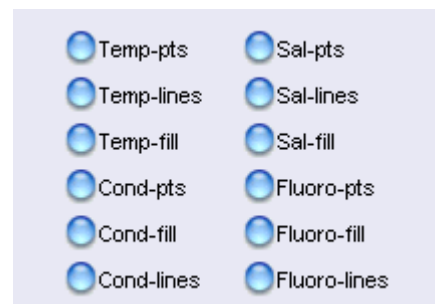 Temp-pts Sal-pts
Temp-lines Sal-lines
Temp-fill Sal-fill
Cond-pts Fluoro-pts
Cond-fill Fluoro-fill
Cond-lines Fluoro-lines